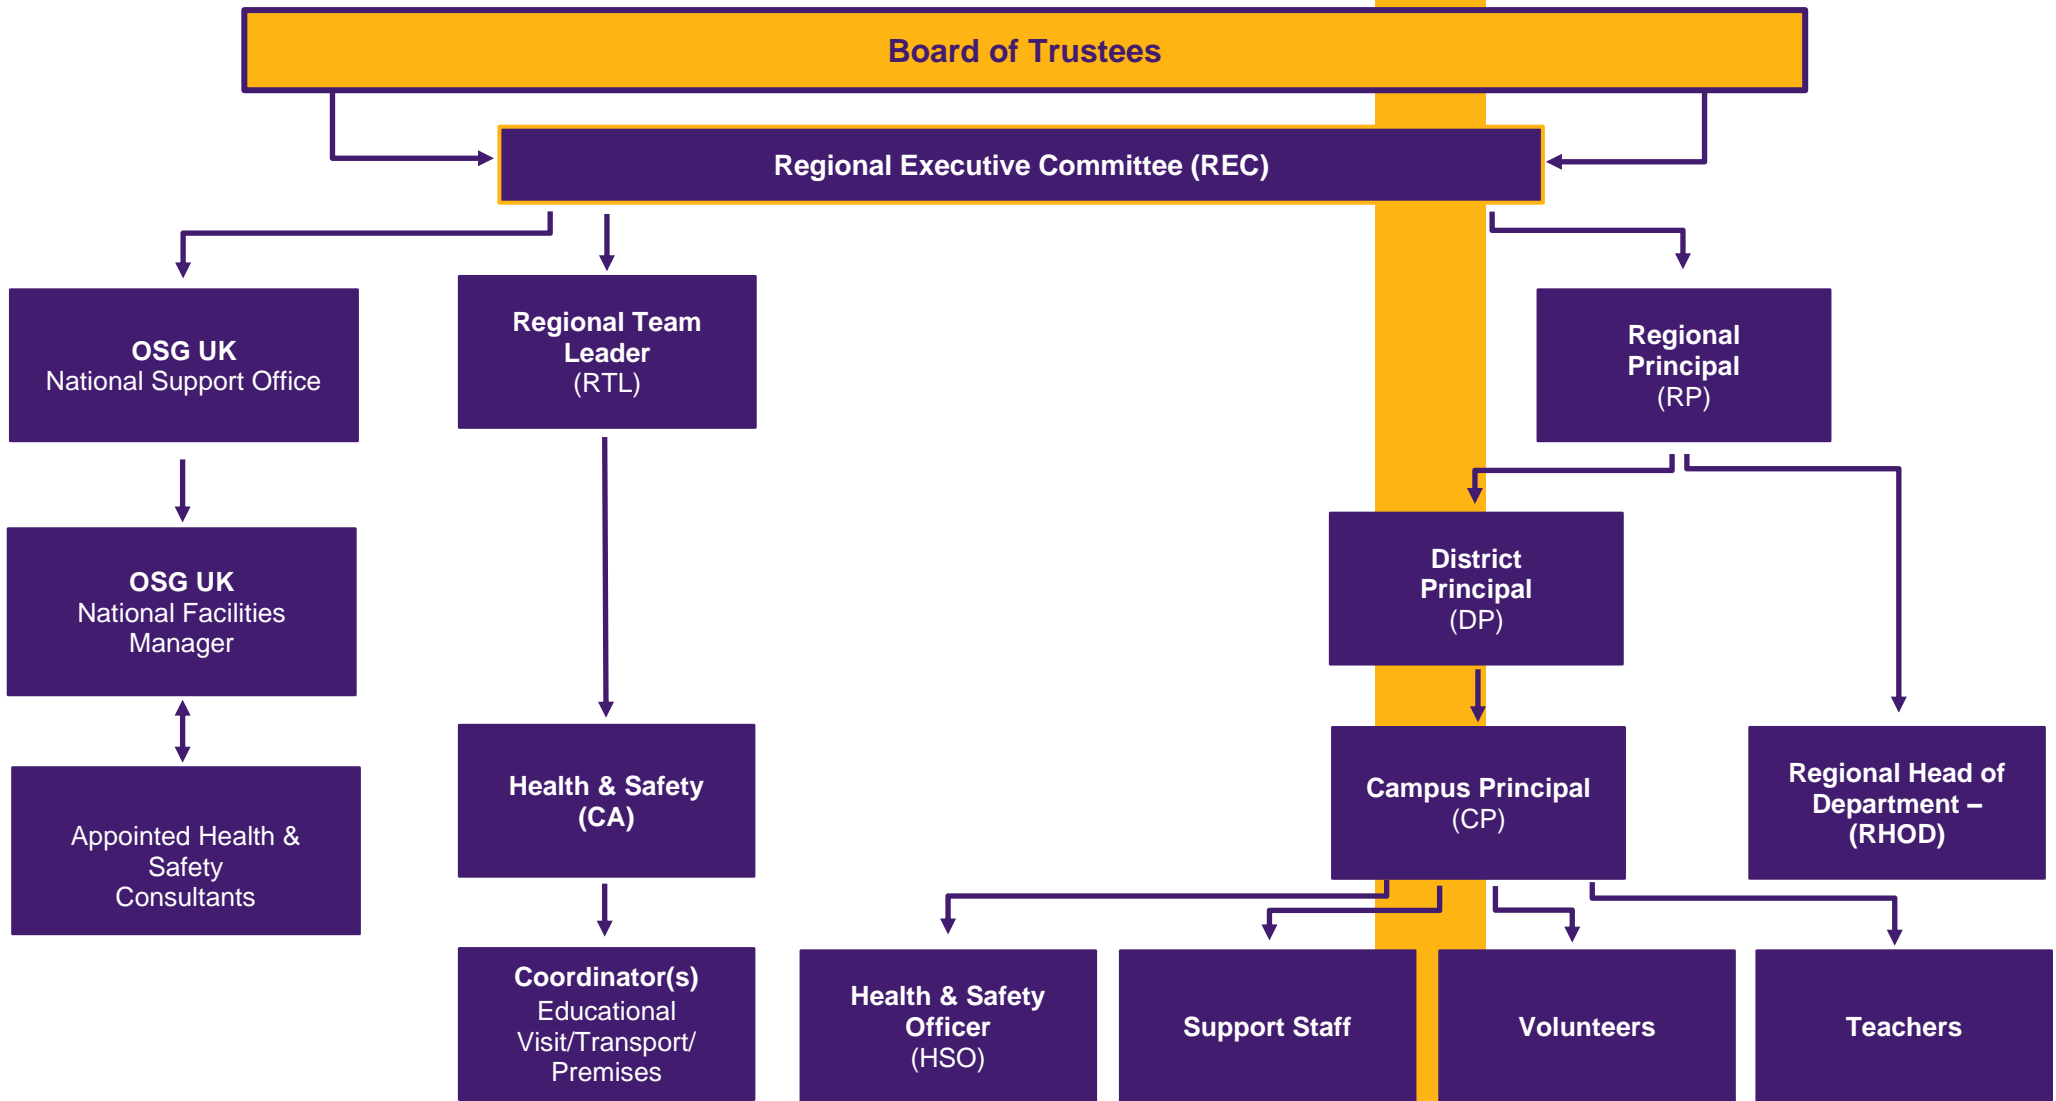 Board of Trustees
Regional Executive Committee (REC)
OSG UK
National Support Office
Regional Team
Leader
(RTL)
Regional
Principal
(RP)
OSG UK
National Facilities
Manager
District
Principal
(DP)
Appointed Health &
Safety
Consultants
Health & Safety
(CA)
Campus Principal
(CP)
Regional Head of
Department –
(RHOD)
Coordinator(s)
Educational
Visit/Transport/
Premises
Health & Safety
Officer
(HSO)
Support Staff
Volunteers
Teachers